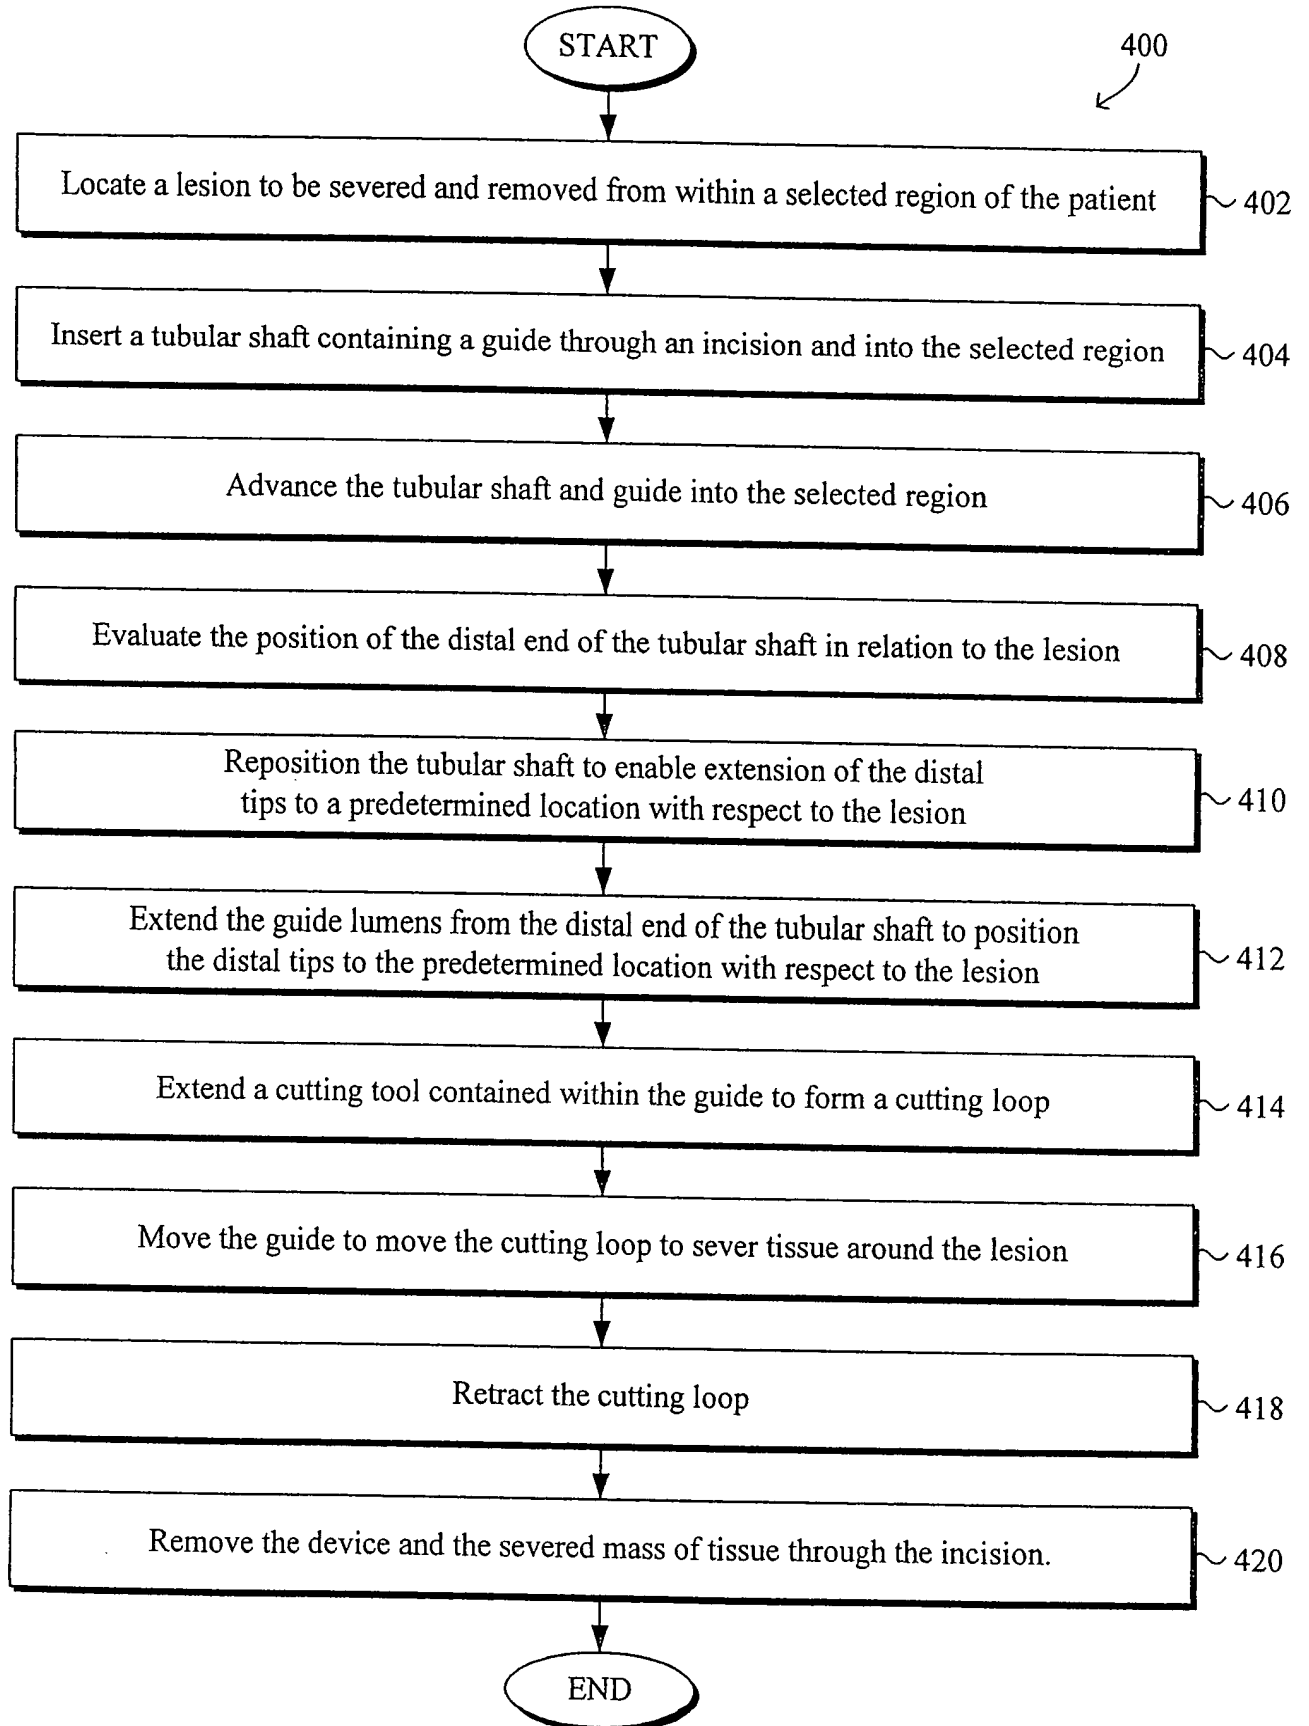 START
400
Locate a lesion to be severed and removed from within a selected region of the patient
402
Insert a tubular shaft containing a guide through an incision and into the selected region
404
Advance the tubular shaft and guide into the selected region
406
Evaluate the position of the distal end of the tubular shaft in relation to the lesion
408
Reposition the tubular shaft to enable extension of the distal
tips to a predetermined location with respect to the lesion
410
Extend the guide lumens from the distal end of the tubular shaft to position
the distal tips to the predetermined location with respect to the lesion
412
Extend a cutting tool contained within the guide to form a cutting loop
414
Move the guide to move the cutting loop to sever tissue around the lesion
416
Retract the cutting loop
418
Remove the device and the severed mass of tissue through the incision.
420
END